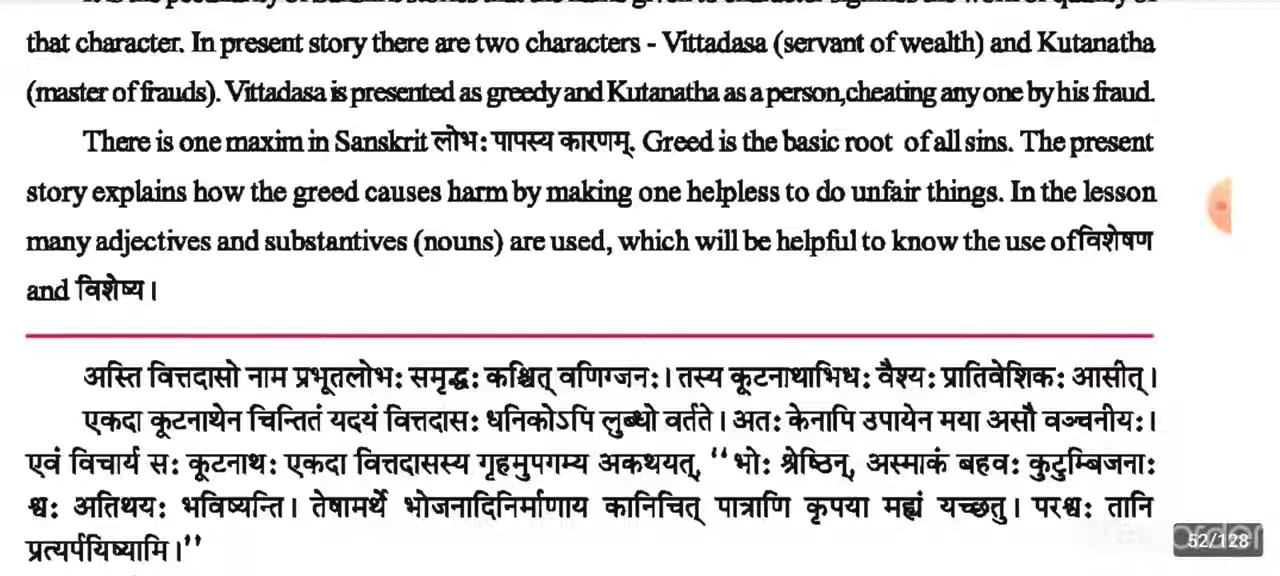 that character. In present story there are two characters - Vittadasa (servant of wealth) and Kutanatha
(master of frauds). Vittadasa is presented as greedy and Kutanatha as a person, cheating any one by his fraud.
There is one maxim in Sanskrit लोभः पापस्य कारणम्. Greed is the basic root of all sins. The present
story explains how the greed causes harm by making one helpless to do unfair things. In the lesson
many adjectives and substantives (nouns) are used, which will be helpful to know the use of विशेषण
and विशेष्य।
अस्ति वित्तदासो नाम प्रभूतलोभः समृद्धः कश्चित् वणिग्जनः। तस्य कूटनाथाभिधः वैश्यः प्रातिवेशिकः आसीत्।
एकदा कूटनाथेन चिन्तितं यदयं वित्तदासः धनिकोऽपि लुब्धो वर्तते। अतः केनापि उपायेन मया असौ वञ्चनीयः।
एवं विचार्य सः कूटनाथः एकदा वित्तदासस्य गृहमुपगम्य अकथयत्, “भोः श्रेष्ठिन्, अस्माकं बहवः कुटुम्बिजनाः
श्वः अतिथयः भविष्यन्ति। तेषामर्थे भोजनादिनिर्माणाय कानिचित् पात्राणि कृपया मह्यं यच्छतु। परश्वः तानि
प्रत्यर्पयिष्यामि।”
52/128